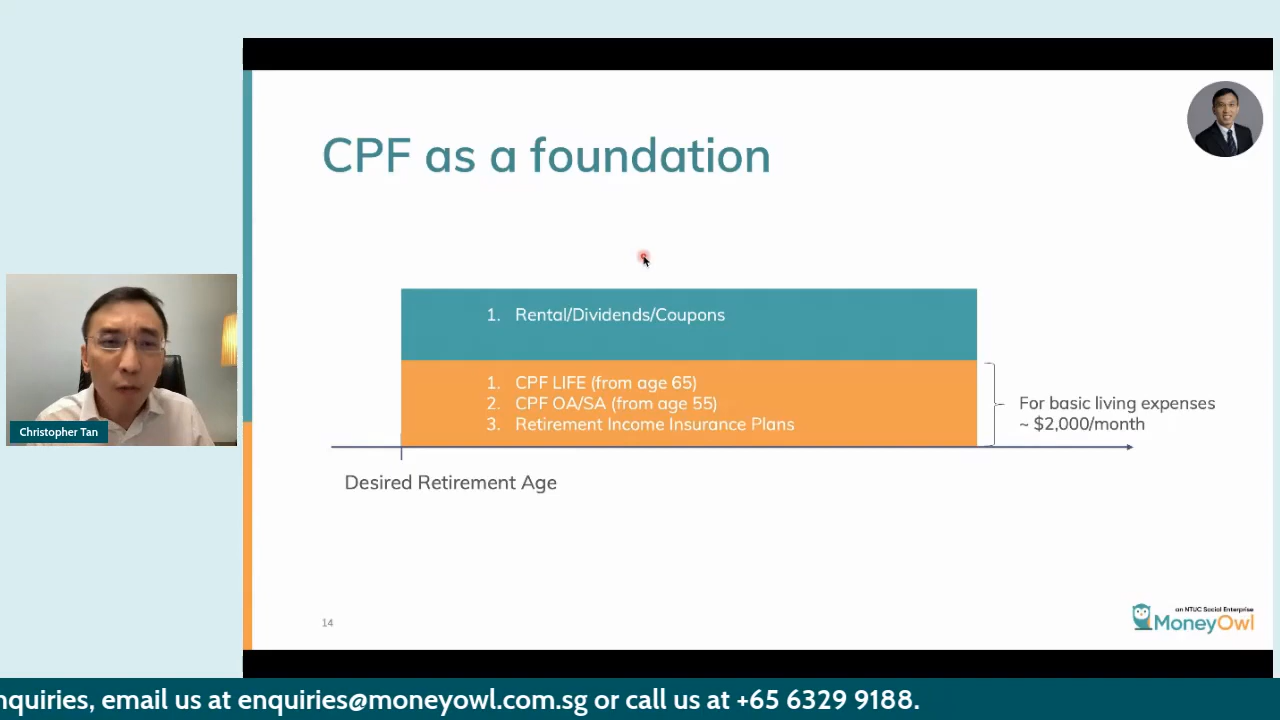 CPF as a foundation
1. Rental/Dividends/Coupons
1. CPF LIFE (from age 65)
2. CPF OA/SA (from age 55)
3. Retirement Income Insurance Plans
For basic living expenses
~ $2,000/month
Desired Retirement Age
Christopher Tan
14
an NTUC Social Enterprise
MoneyOwl
nquiries, email us at enquiries@moneyowl.com.sg or call us at +65 6329 9188.